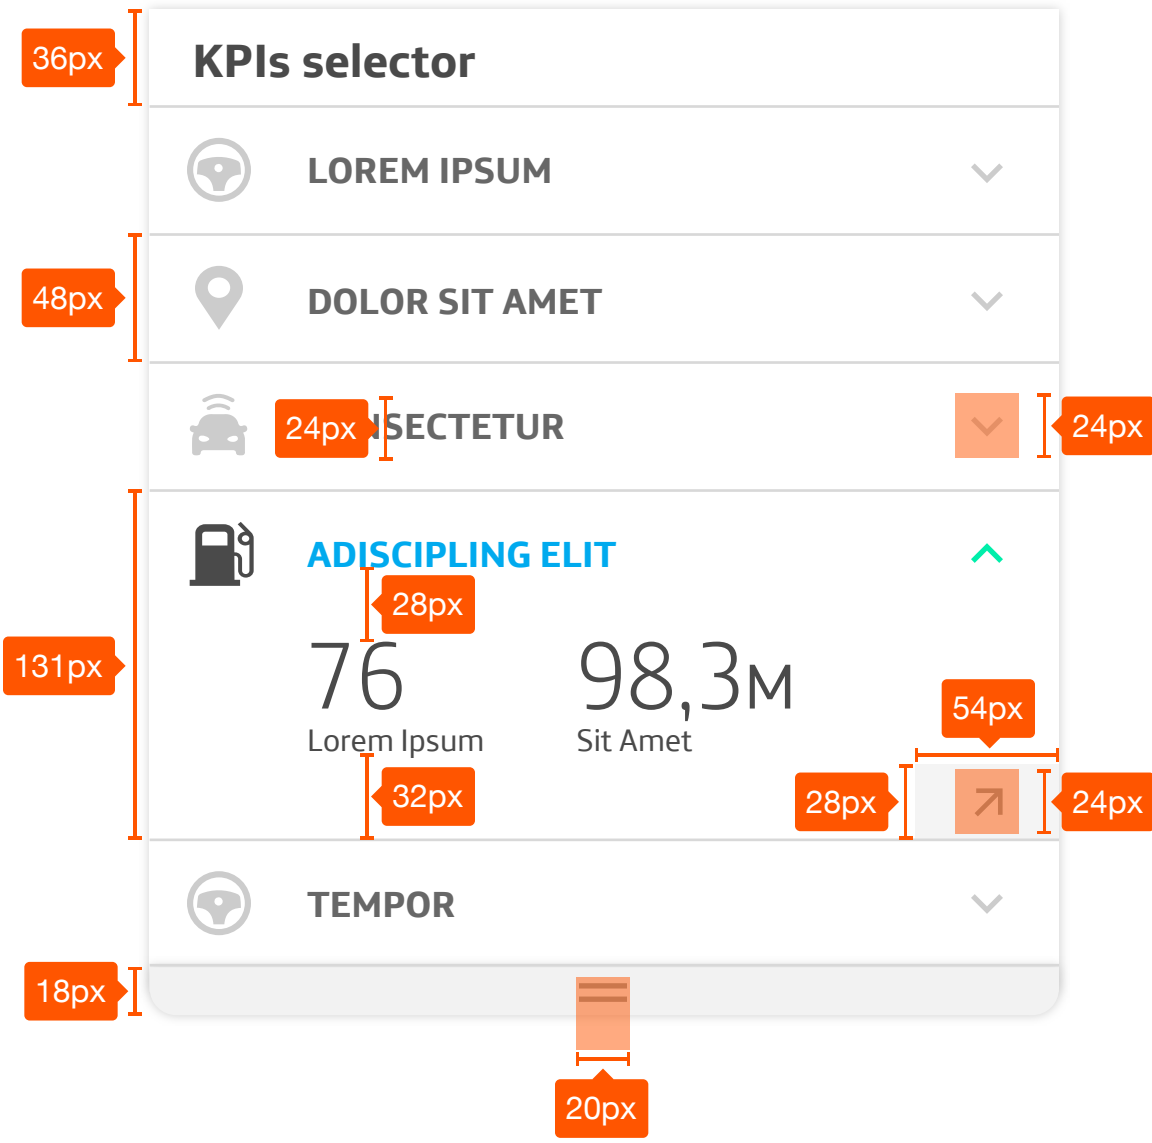 36px
KPIs selector
LOREM IPSUM
48px
DOLOR SIT AMET
24px
NSECTETUR
24px
ADISCIPLING ELIT
28px
131px
76
98,3M
Lorem Ipsum
Sit Amet
54px
32px
28px
24px
TEMPOR
18px
20px